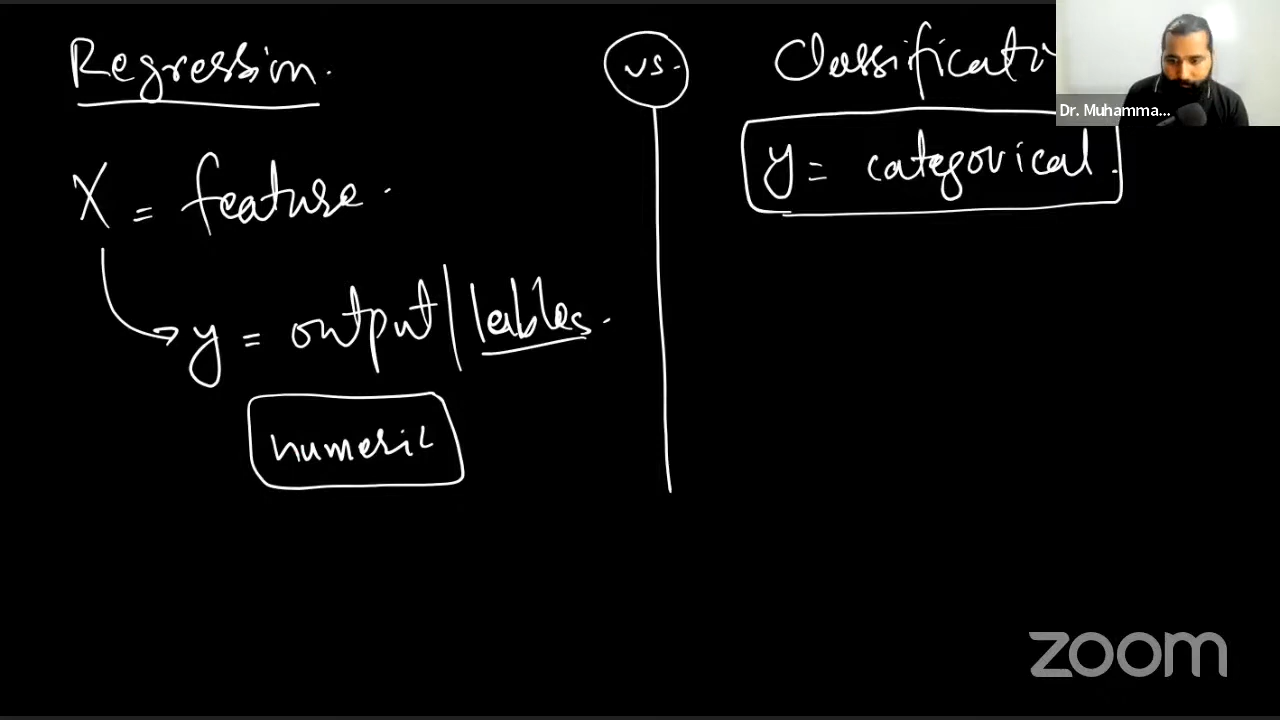 Regression.
vs.
Classificati
Dr. Muhamma...
X = feature.
y = categorical.
y = output | lables.
numeric
zoom